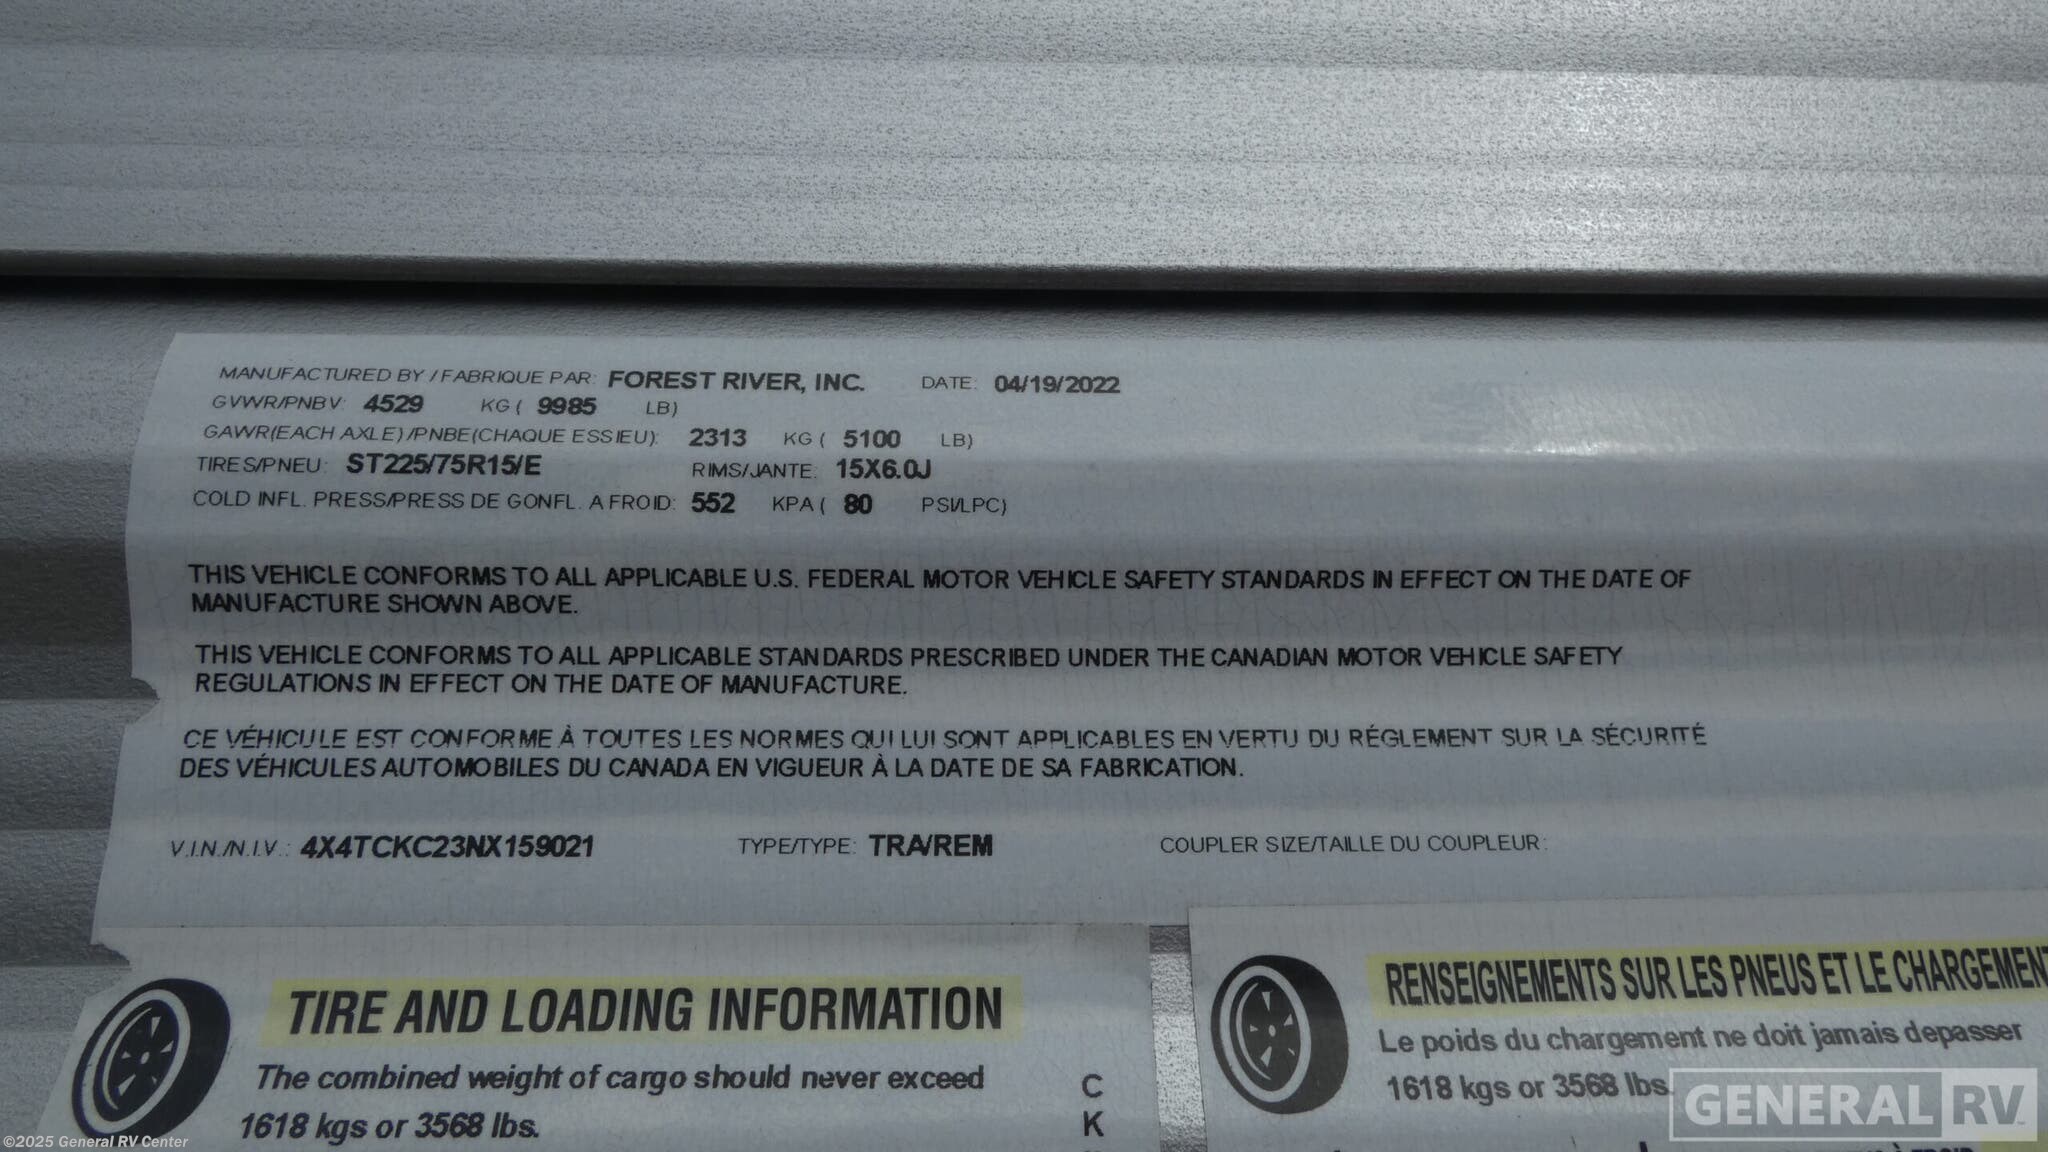 MANUFACTURED BY / FABRIQUE PAR: FOREST RIVER, INC. DATE: 04/19/2022
GVWR/PNBV: 4529 KG ( 9985 LB)
GAWR(EACH AXLE)/PNBE(CHAQUE ESSIEU): 2313 KG ( 5100 LB)
TIRES/PNEU: ST225/75R15/E RIMS/JANTE: 15X6.0J
COLD INFL. PRESS/PRESS DE GONFL. A FROID: 552 KPA ( 80 PSI/LPC)
THIS VEHICLE CONFORMS TO ALL APPLICABLE U.S. FEDERAL MOTOR VEHICLE SAFETY STANDARDS IN EFFECT ON THE DATE OF
MANUFACTURE SHOWN ABOVE.
THIS VEHICLE CONFORMS TO ALL APPLICABLE STANDARDS PRESCRIBED UNDER THE CANADIAN MOTOR VEHICLE SAFETY
REGULATIONS IN EFFECT ON THE DATE OF MANUFACTURE.
CE VÉHICULE EST CONFORME À TOUTES LES NORMES QUI LUI SONT APPLICABLES EN VERTU DU RÉGLEMENT SUR LA SÉCURITÉ
DES VÉHICULES AUTOMOBILES DU CANADA EN VIGUEUR À LA DATE DE SA FABRICATION.
V.I.N./N.I.V.: 4X4TCKC23NX159021 TYPE/TYPE: TRA/REM COUPLER SIZE/TAILLE DU COUPLEUR:
TIRE AND LOADING INFORMATION
The combined weight of cargo should never exceed
1618 kgs or 3568 lbs.
C
K
RENSEIGNEMENTS SUR LES PNEUS ET LE CHARGEMENT
Le poids du chargement ne doit jamais depasser
1618 kgs or 3568 lbs.
GENERAL RV
©2025 General RV Center